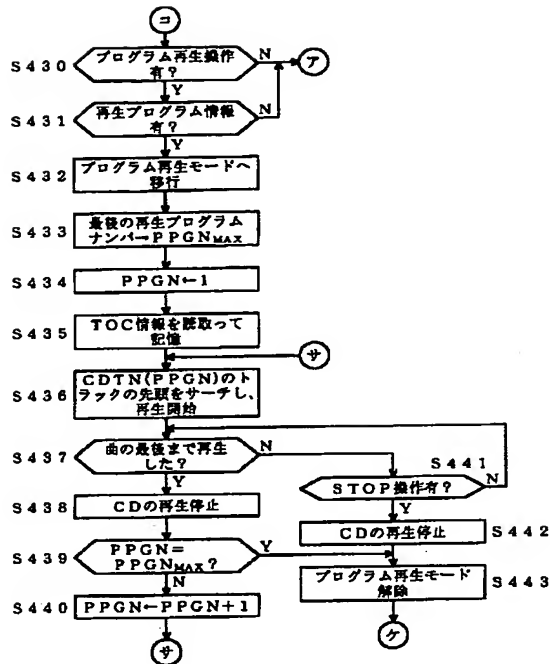 コ
S430
プログラム再生操作
有?
N
ア
Y
S431
再生プログラム情報
有?
N
Y
S432
プログラム再生モードへ
移行
S433
最後の再生プログラム
ナンバー→PPGNMAX
S434
PPGN←1
S435
TOC情報を読取って
記憶
サ
S436
CDTN(PPGN)のト
ラックの先頭をサーチし、
再生開始
S437
曲の最後まで再生
した?
N
Y
S441
STOP操作有?
N
Y
S438
CDの再生停止
CDの再生停止
S442
S439
PPGN=
PPGNMAX?
Y
N
プログラム再生モード
解除
S443
S440
PPGN←PPGN+1
サ
ケ